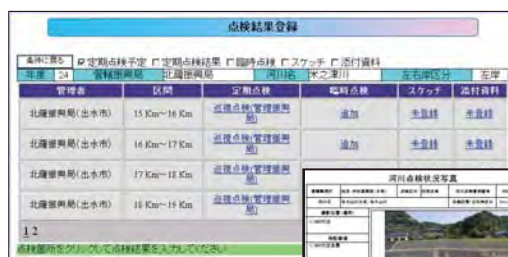 点検結果登録
条件に戻る 定期点検予定 定期点検結果 臨時点検 スケッチ 添付資料
年度 24 管轄振興局 北薩振興局 河川名 米之津川 左右岸区分 左岸
管理者 区間 定期点検 臨時点検 スケッチ 添付資料
北薩振興局(出水市) 15 Km～16 Km 巡視点検(管理振興局) 追加 未登録 未登録
北薩振興局(出水市) 16 Km～17 Km 巡視点検(管理振興局) 追加 未登録 未登録
北薩振興局(出水市) 17 Km～18 Km 巡視点検(管理振興局)
北薩振興局(出水市) 18 Km～19 Km 巡視点検(管理振興局)
1 2
点検箇所をクリックして点検結果を入力してください
河川点検状況写真